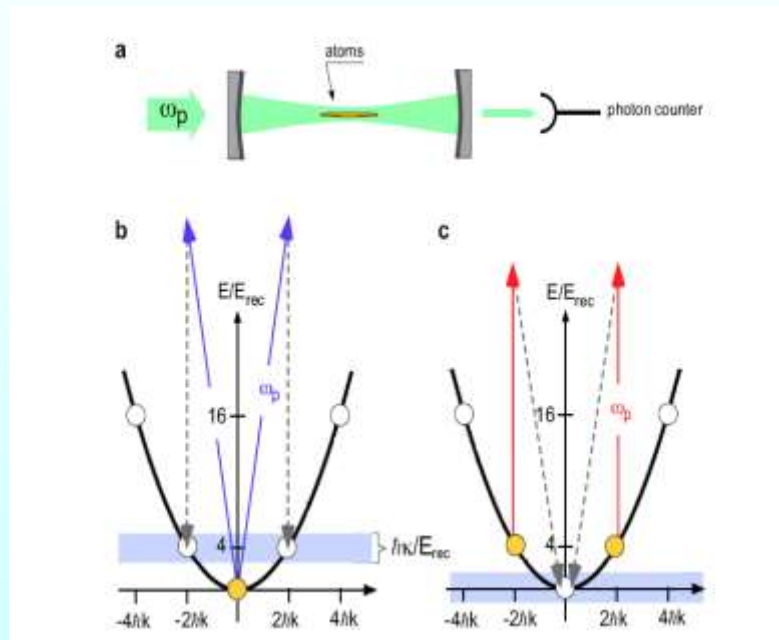 a
atoms
ωp
photon counter
b
c
E/Erec
E/Erec
ωp
ωp
16
16
4
ℏκ/Erec
4
-4ℏk -2ℏk 2ℏk 4ℏk
-4ℏk -2ℏk 2ℏk 4ℏk